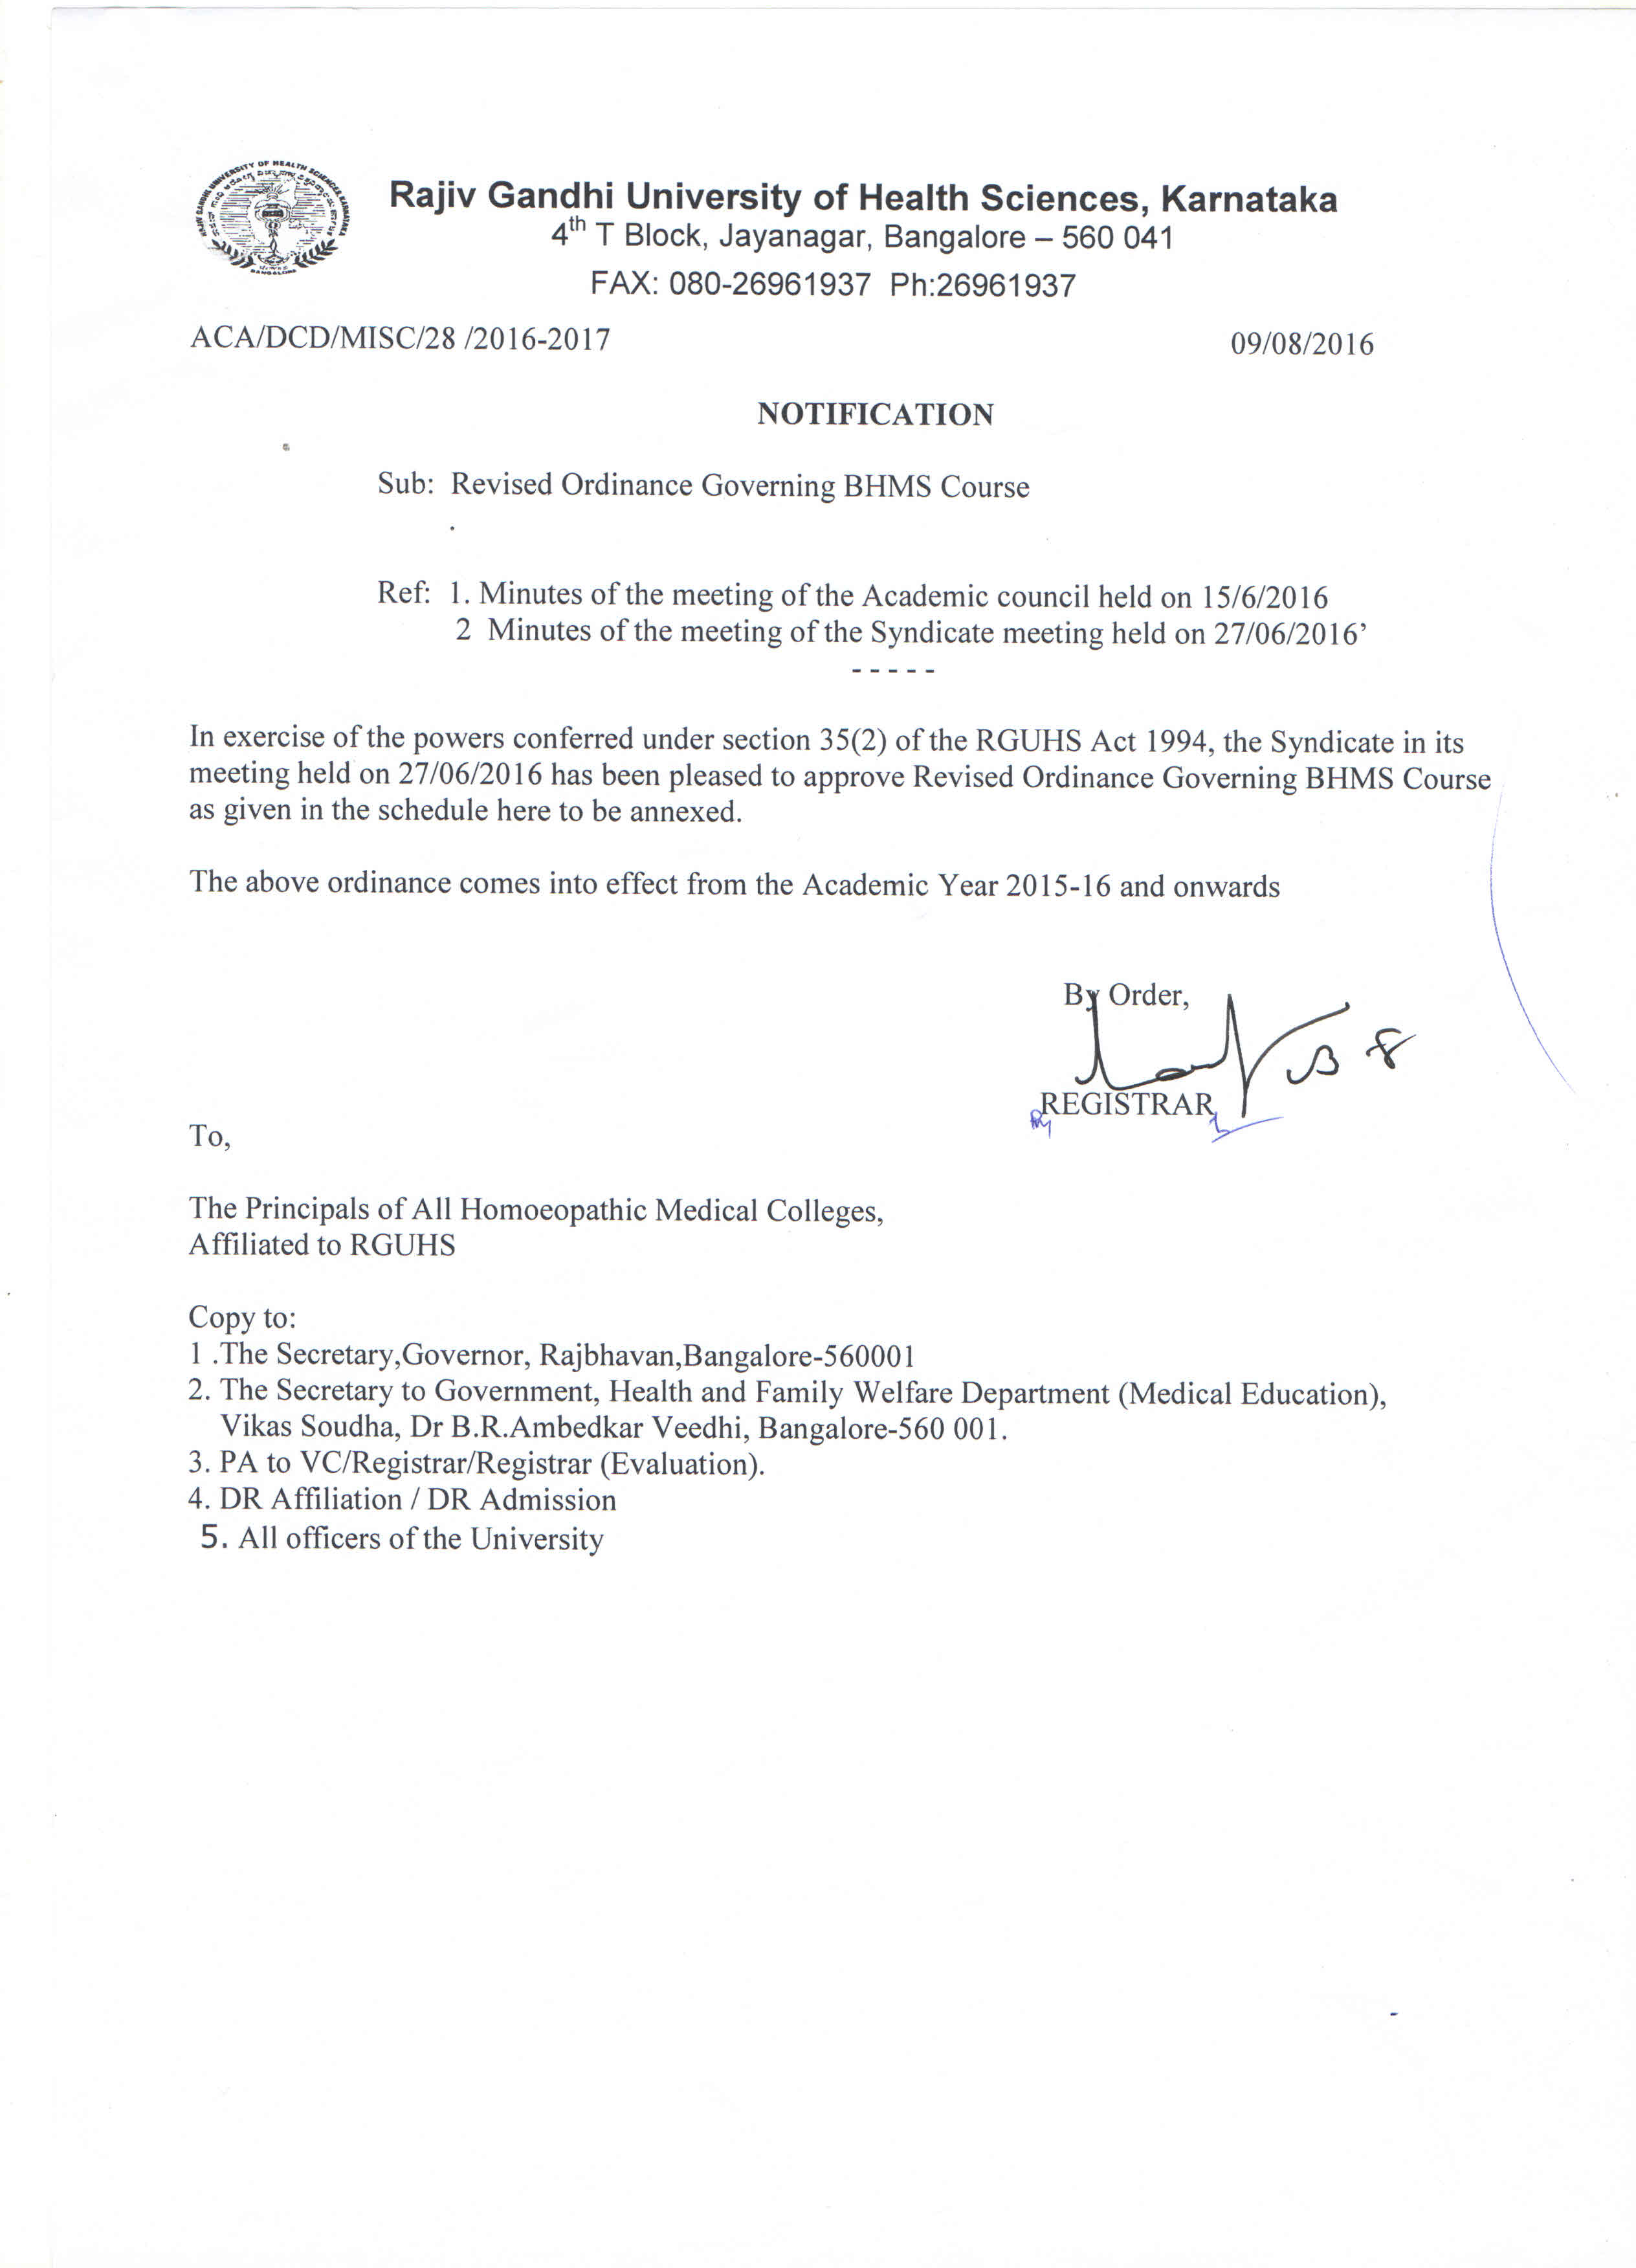 RAJIV GANDHI UNIVERSITY OF HEALTH SCIENCES KARNATAKA
BANGALORE
Rajiv Gandhi University of Health Sciences, Karnataka
4th T Block, Jayanagar, Bangalore – 560 041
FAX: 080-26961937 Ph:26961937
ACA/DCD/MISC/28 /2016-2017 09/08/2016
NOTIFICATION
Sub: Revised Ordinance Governing BHMS Course
.
Ref: 1. Minutes of the meeting of the Academic council held on 15/6/2016
2 Minutes of the meeting of the Syndicate meeting held on 27/06/2016’
- - - - -
In exercise of the powers conferred under section 35(2) of the RGUHS Act 1994, the Syndicate in its
meeting held on 27/06/2016 has been pleased to approve Revised Ordinance Governing BHMS Course
as given in the schedule here to be annexed.
The above ordinance comes into effect from the Academic Year 2015-16 and onwards
By Order,
REGISTRAR
To,
The Principals of All Homoeopathic Medical Colleges,
Affiliated to RGUHS
Copy to:
1 .The Secretary,Governor, Rajbhavan,Bangalore-560001
2. The Secretary to Government, Health and Family Welfare Department (Medical Education),
Vikas Soudha, Dr B.R.Ambedkar Veedhi, Bangalore-560 001.
3. PA to VC/Registrar/Registrar (Evaluation).
4. DR Affiliation / DR Admission
5. All officers of the University